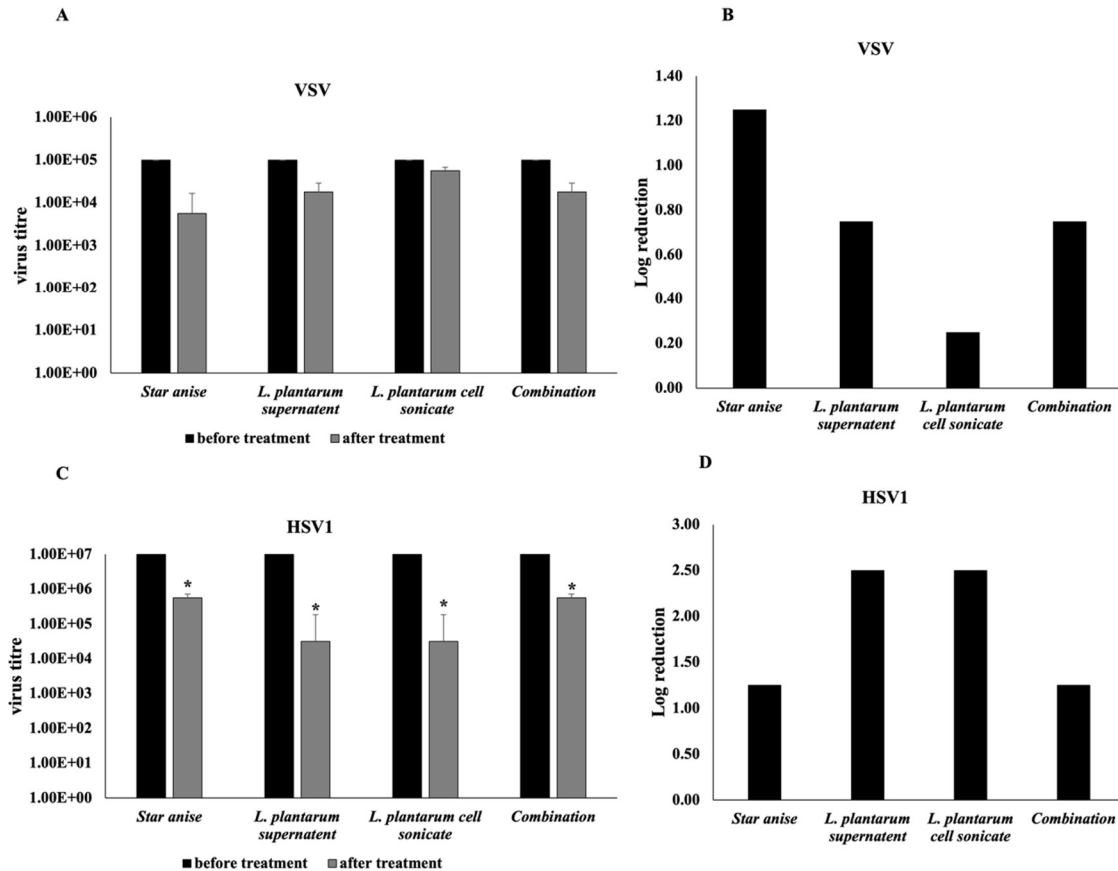 A
VSV
virus titre
1.00E+06
1.00E+05
1.00E+04
1.00E+03
1.00E+02
1.00E+01
1.00E+00
Star anise
L. plantarum
supernatent
L. plantarum cell
sonicate
Combination
before treatment
after treatment
B
VSV
Log reduction
1.40
1.20
1.00
0.80
0.60
0.40
0.20
0.00
Star anise
L. plantarum
supernatent
L. plantarum
cell sonicate
Combination
C
HSV1
virus titre
1.00E+07
1.00E+06
1.00E+05
1.00E+04
1.00E+03
1.00E+02
1.00E+01
1.00E+00
*
*
*
*
Star anise
L. plantarum
supernatent
L. plantarum cell
sonicate
Combination
before treatment
after treatment
D
HSV1
Log reduction
3.00
2.50
2.00
1.50
1.00
0.50
0.00
Star anise
L. plantarum
supernatent
L. plantarum
cell sonicate
Combination